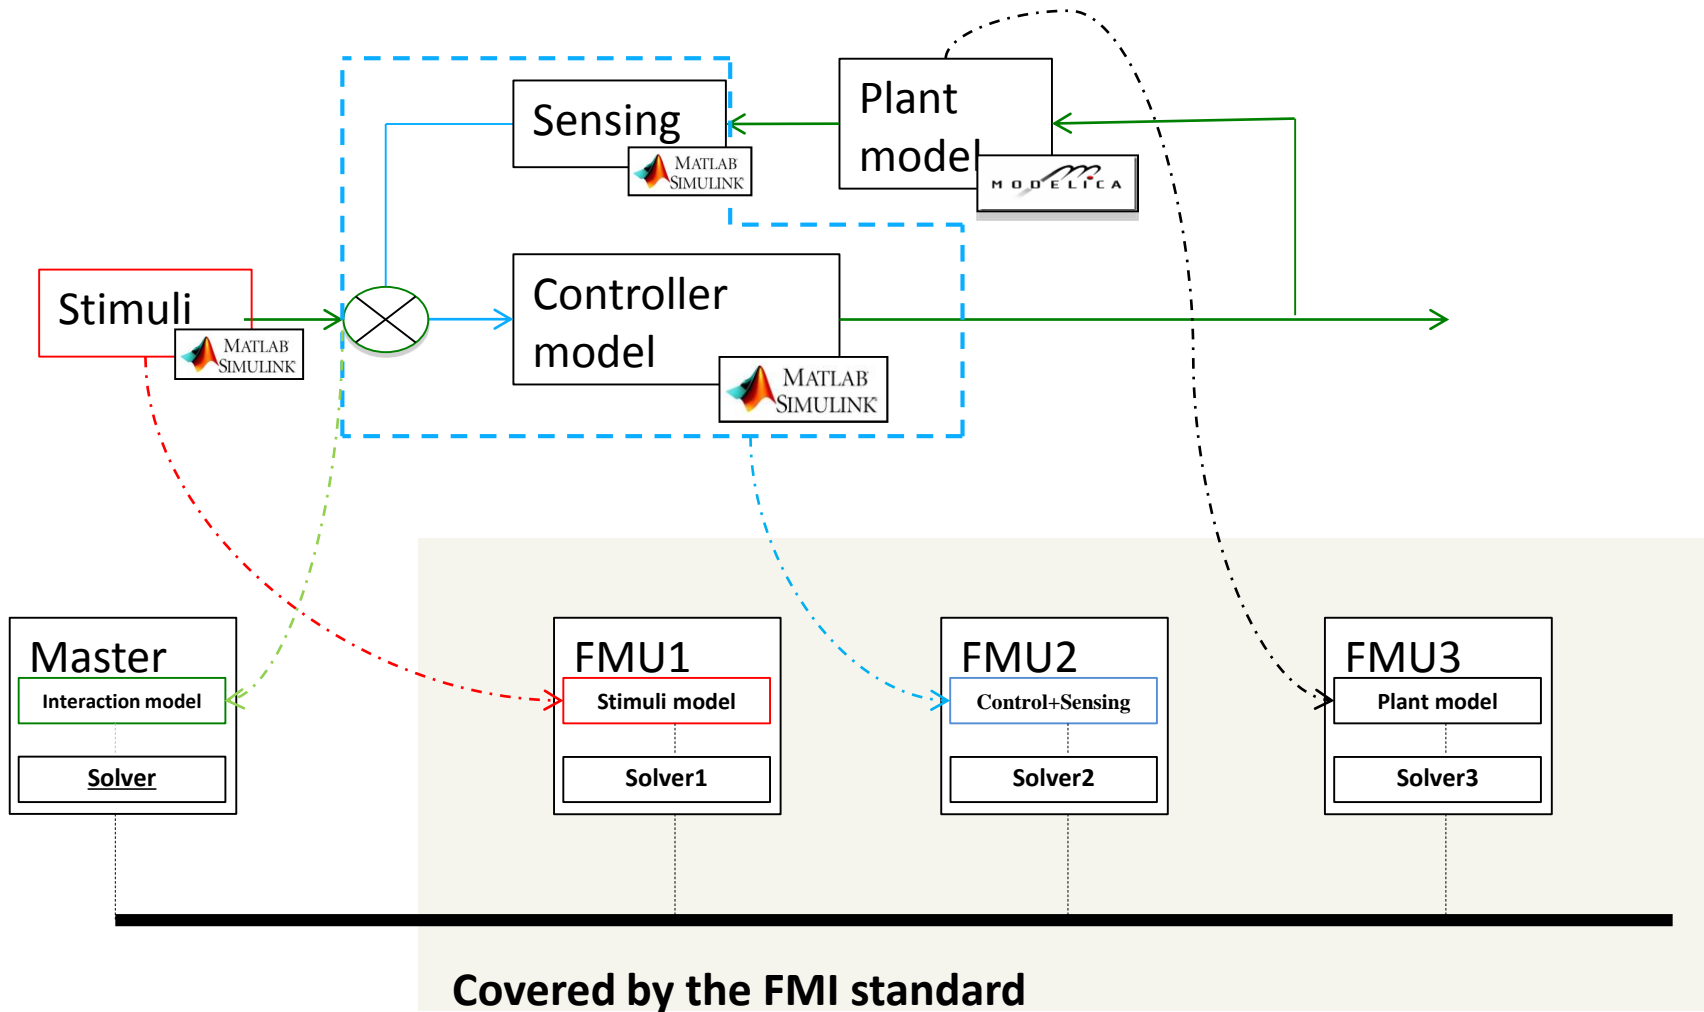 Sensing
MATLAB
SIMULINK
Plant
model
MODELICA
Stimuli
MATLAB
SIMULINK
Controller
model
MATLAB
SIMULINK
Master
Interaction model
Solver
FMU1
Stimuli model
Solver1
FMU2
Control+Sensing
Solver2
FMU3
Plant model
Solver3
Covered by the FMI standard